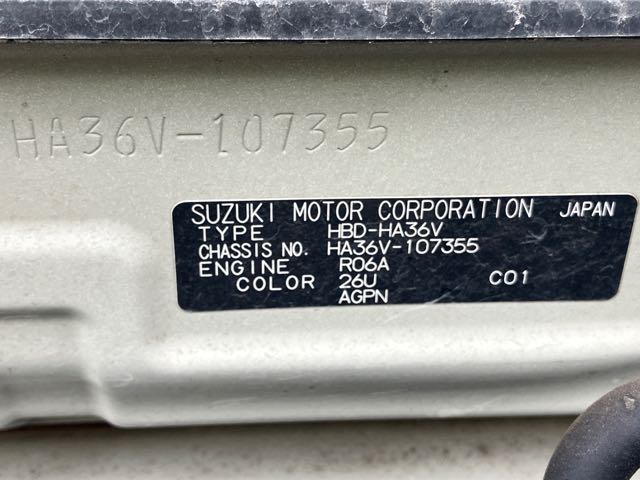 HA36V-107355
SUZUKI MOTOR CORPORATION JAPAN
TYPE HBD-HA36V
CHASSIS NO. HA36V-107355
ENGINE R06A
COLOR 26U C01
AGPN